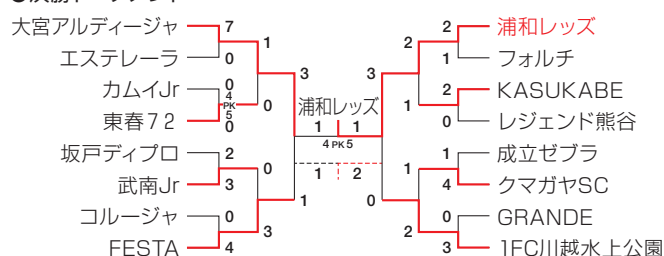 大宮アルディージャ 7 1 2 2 浦和レッズ
エステレーラ 0 1 フォルチ
3 3
カムイJr 0 4 2 KASUKABE
PK 0 浦和レッズ 1
東春72 5 0 1 1 0 レジェンド熊谷
4 PK 5
坂戸ディプロ 2 1 成立ゼブラ
0 1 2 1
武南Jr 3 4 クマガヤSC
1 0
コルージャ 0 0 GRANDE
3 2
FESTA 4 3 1FC川越水上公園